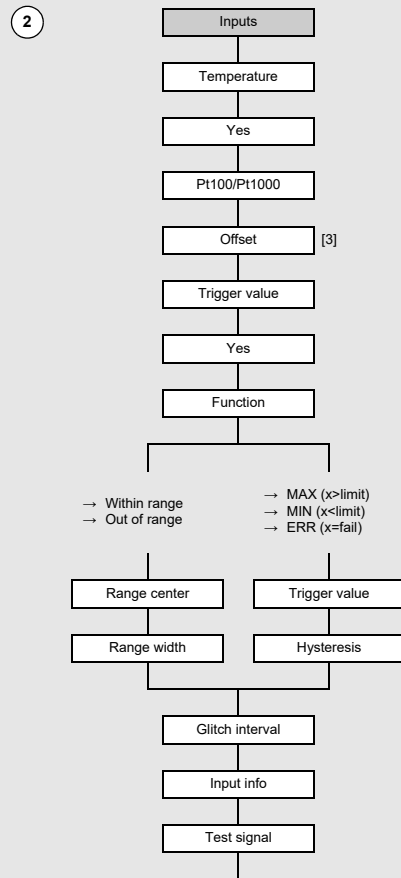 2
Inputs
Temperature
Yes
Pt100/Pt1000
Offset [3]
Trigger value
Yes
Function
→ Within range
→ Out of range
→ MAX (x>limit)
→ MIN (x<limit)
→ ERR (x=fail)
Range center
Trigger value
Range width
Hysteresis
Glitch interval
Input info
Test signal